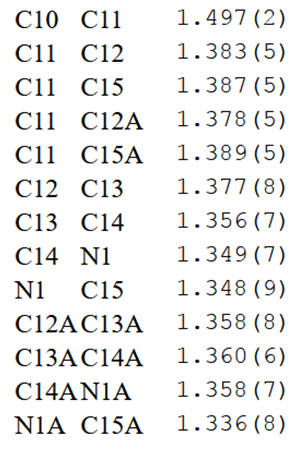 C10 C11 1.497(2)
C11 C12 1.383(5)
C11 C15 1.387(5)
C11 C12A 1.378(5)
C11 C15A 1.389(5)
C12 C13 1.377(8)
C13 C14 1.356(7)
C14 N1 1.349(7)
N1 C15 1.348(9)
C12A C13A 1.358(8)
C13A C14A 1.360(6)
C14A N1A 1.358(7)
N1A C15A 1.336(8)